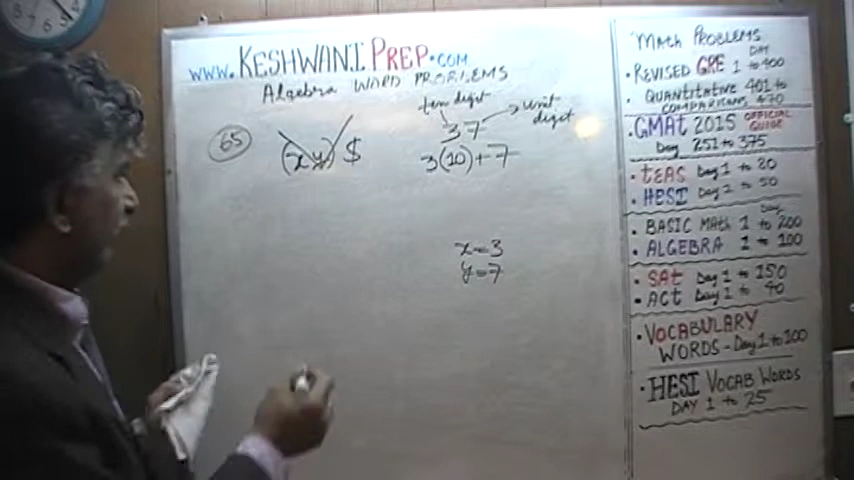 www.KESHWANIPREP.COM
Algebra WORD PROBLEMS
ten digit
unit digit
65
(xy) $
37
3(10)+7
x=3
y=7
MATH PROBLEMS
• REVISED GRE DAY 1 to 400
• QUANTITATIVE COMPARISONS 401 to 470
• GMAT 2015 OFFICIAL GUIDE
Day 251 to 375
• TEAS Day 1 to 20
• HESI Day 1 to 50
Day
• BASIC MATH 1 to 200
• ALGEBRA 1 to 100
• SAT Day 1 to 150
• ACT Day 1 to 40
• VOCABULARY
WORDS - Day 1 to 100
• HESI VOCAB WORDS
DAY 1 to 25